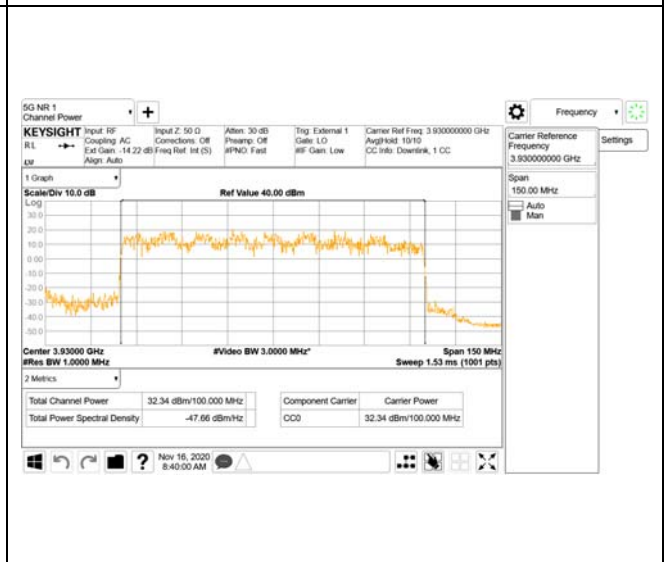 5G NR 1
Channel Power
Frequency
KEYSIGHT Input: RF Input Z: 50 Ω Atten: 30 dB Trig: External 1 Carrier Ref Freq: 3.930000000 GHz
RL Coupling: AC Corrections: Off Preamp: Off Gate: LO Avg|Hold: 10/10
Ext Gain: -14.22 dB Freq Ref: Int (S) #PNO: Fast #IF Gain: Low CC Info: Downlink, 1 CC
Align: Auto
Carrier Reference
Frequency
3.930000000 GHz
Settings
Span
150.00 MHz
Auto
Man
1 Graph
Scale/Div 10.0 dB Ref Value 40.00 dBm
Log
30.0
20.0
10.0
0.00
-10.0
-20.0
-30.0
-40.0
-50.0
Center 3.93000 GHz #Video BW 3.0000 MHz* Span 150 MHz
#Res BW 1.0000 MHz Sweep 1.53 ms (1001 pts)
2 Metrics
Total Channel Power 32.34 dBm/100.000 MHz Component Carrier Carrier Power
Total Power Spectral Density -47.66 dBm/Hz CC0 32.34 dBm/100.000 MHz
Nov 16, 2020
8:40:00 AM